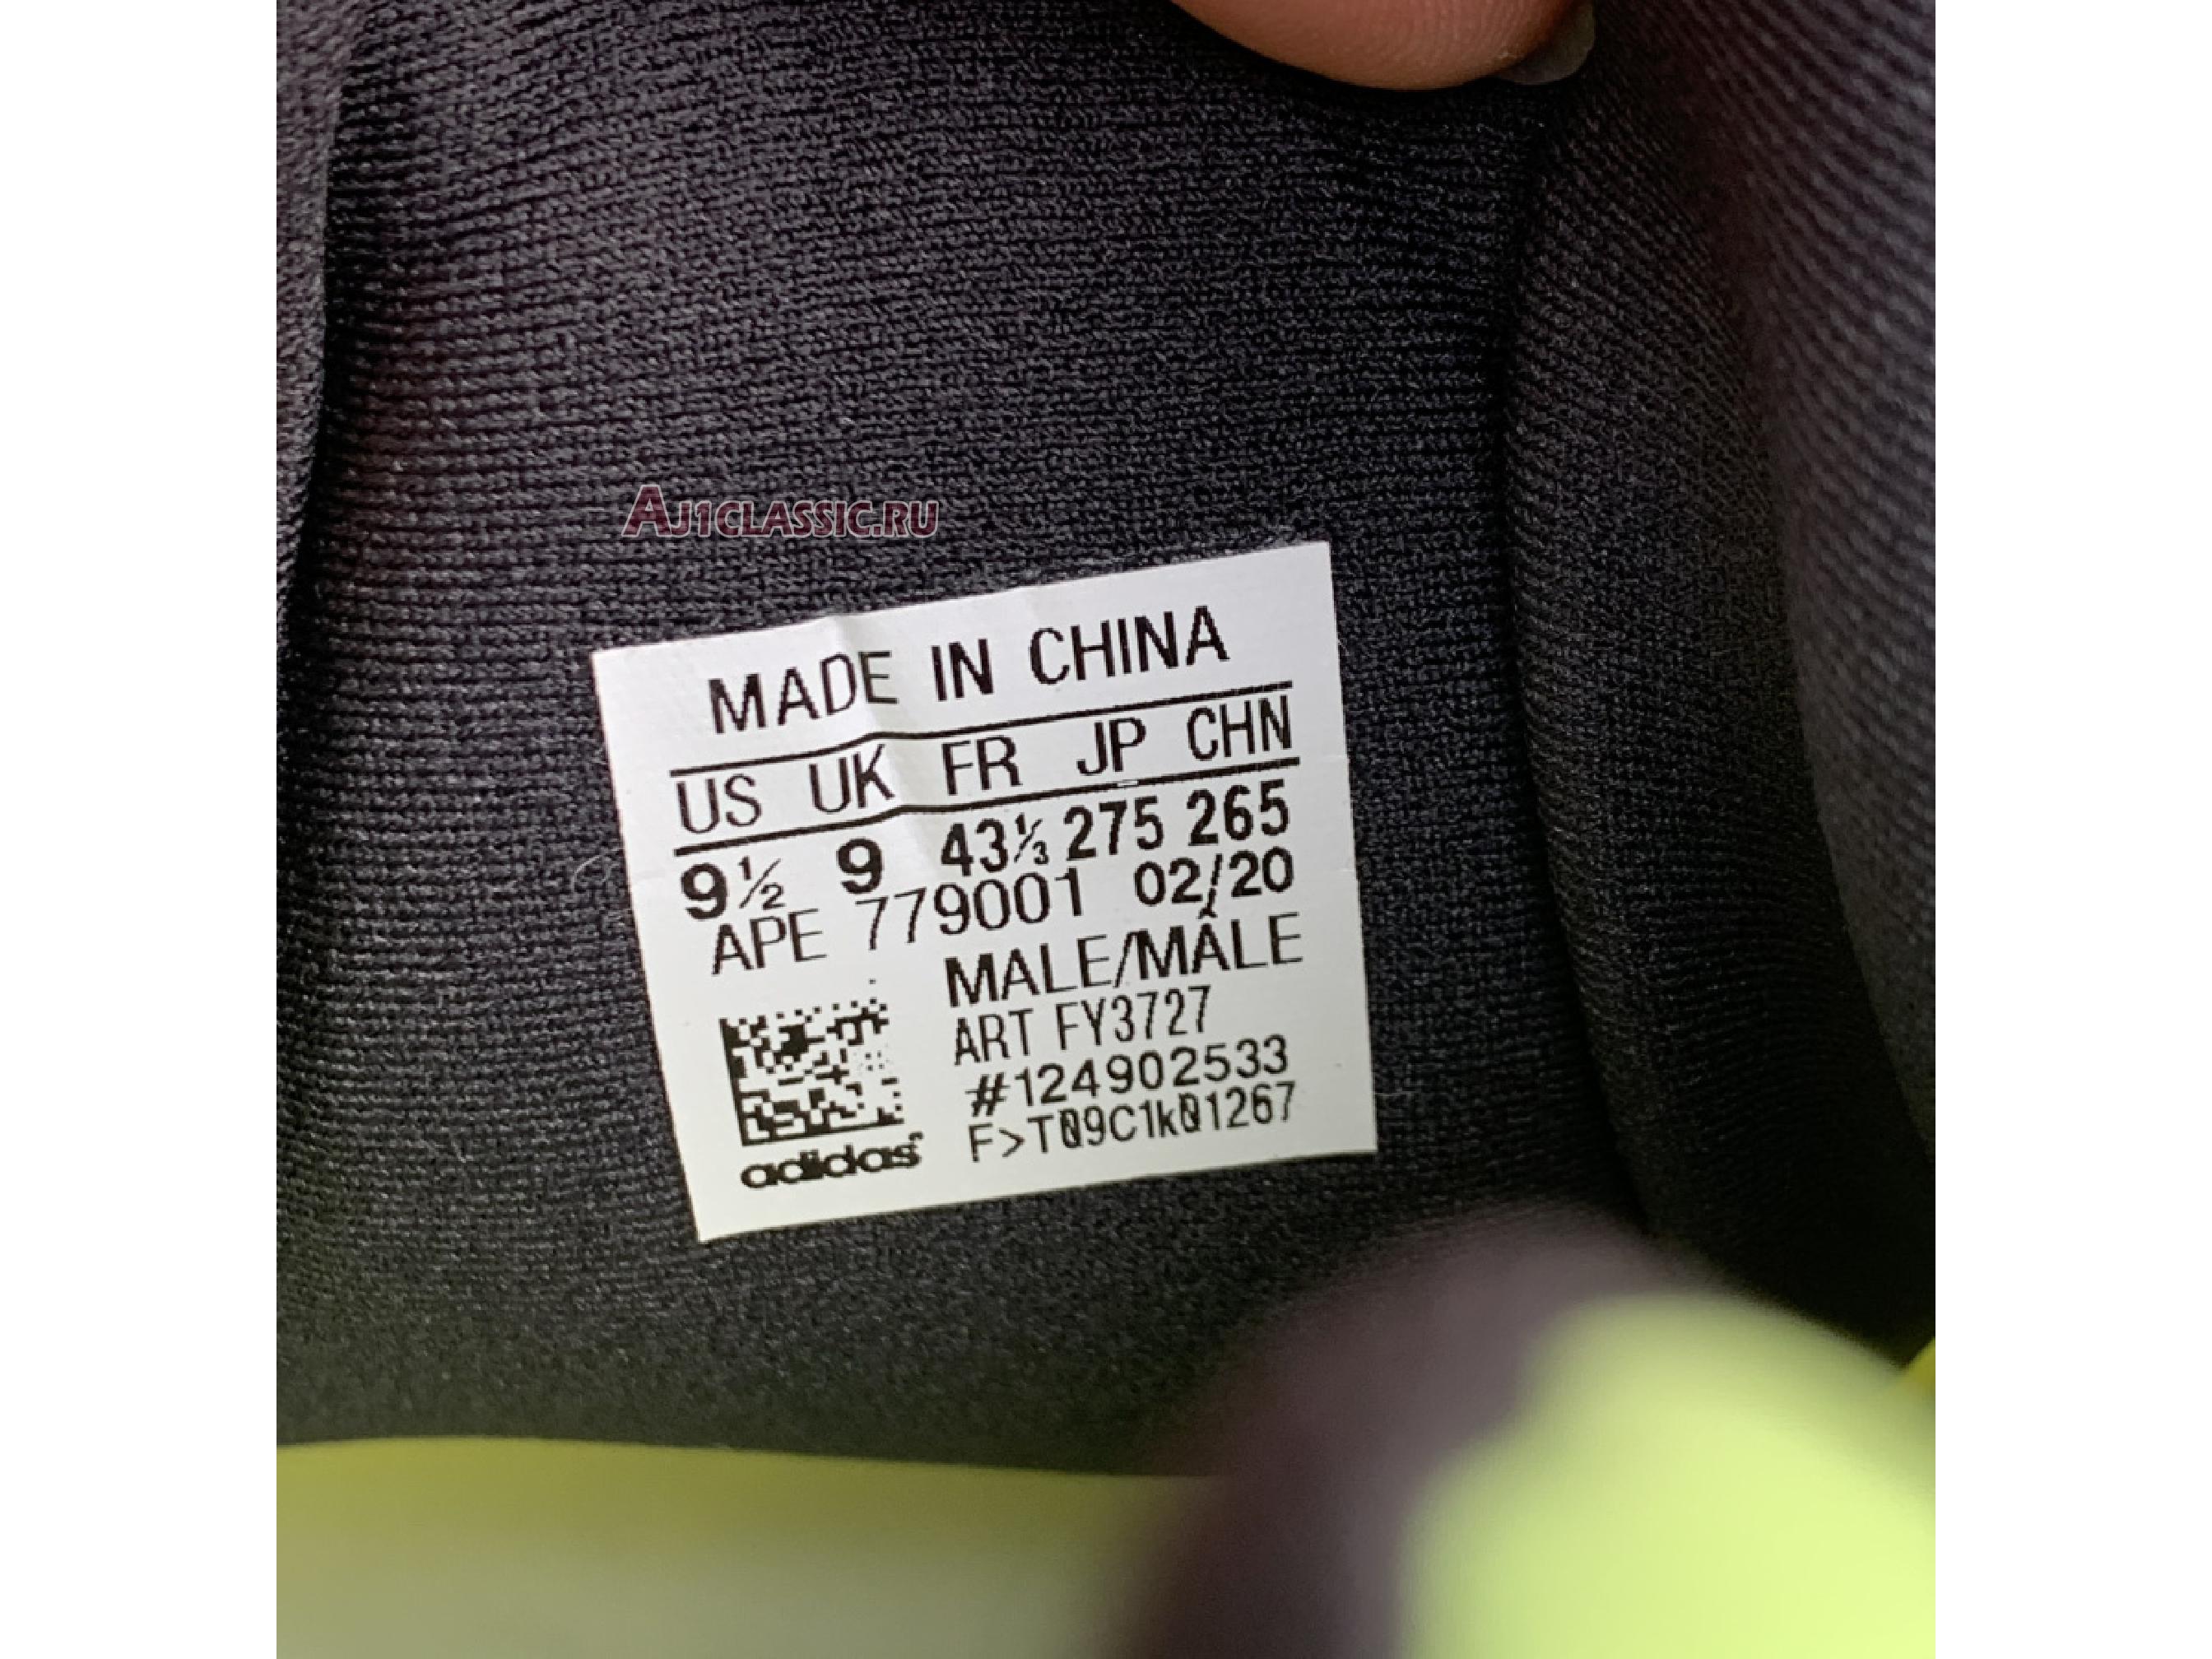 AJ1CLASSIC.RU
MADE IN CHINA
US UK FR JP CHN
9½ 9 43⅓ 275 265
APE 779001 02/20
MALE/MÂLE
ART FY3727
#124902533
F>T09C1k01267
adidas